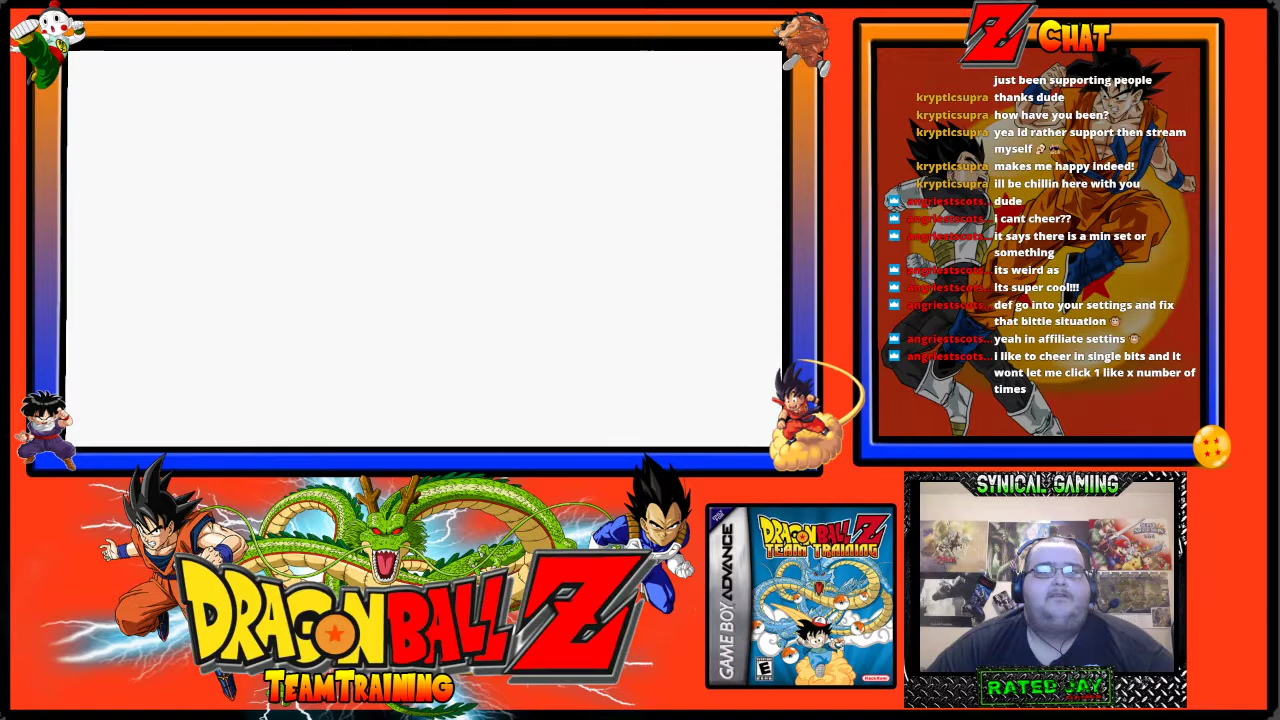 Z CHAT
just been supporting people
krypticsupra thanks dude
krypticsupra how have you been?
krypticsupra yea id rather support then stream
myself
krypticsupra makes me happy indeed!
krypticsupra ill be chillin here with you
angriestscots... dude
angriestscots... i cant cheer??
angriestscots... it says there is a min set or
something
angriestscots... its weird as
angriestscots... Its super cool!!!
angriestscots... def go into your settings and fix
that bittie situation
angriestscots... yeah in affiliate settins
angriestscots... i like to cheer in single bits and it
wont let me click 1 like x number of
times
DRAGONBALL Z
TEAM TRAINING
GAME BOY ADVANCE
DRAGONBALL Z
TEAM TRAINING
EVERYONE
E
HackRom
SYNICAL GAMING
RATED JAY